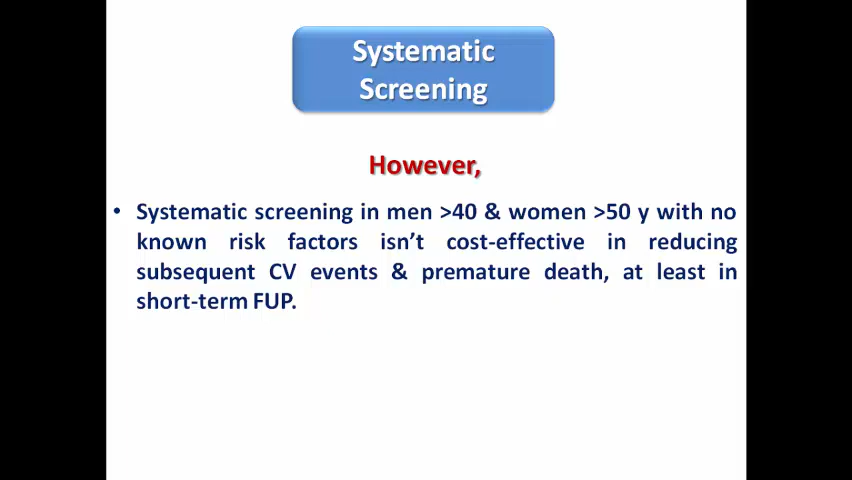 Systematic
Screening
However,
• Systematic screening in men >40 & women >50 y with no
known risk factors isn't cost-effective in reducing
subsequent CV events & premature death, at least in
short-term FUP.